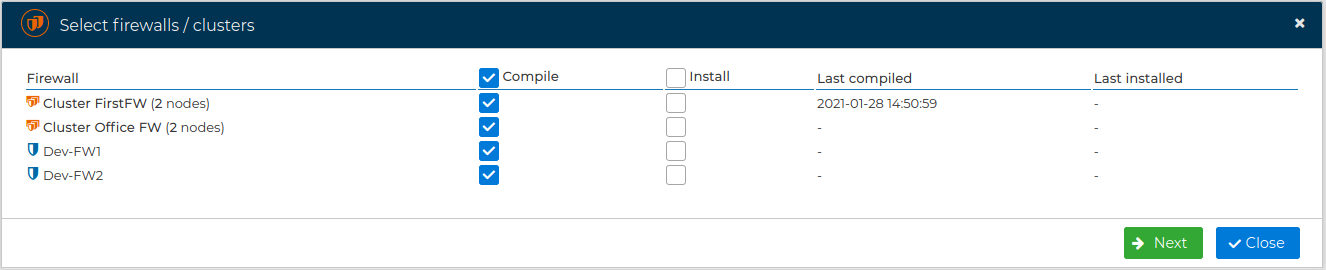 Select firewalls / clusters
Firewall Compile Install Last compiled Last installed
Cluster FirstFW (2 nodes) 2021-01-28 14:50:59 -
Cluster Office FW (2 nodes) - -
Dev-FW1 - -
Dev-FW2 - -
Next Close